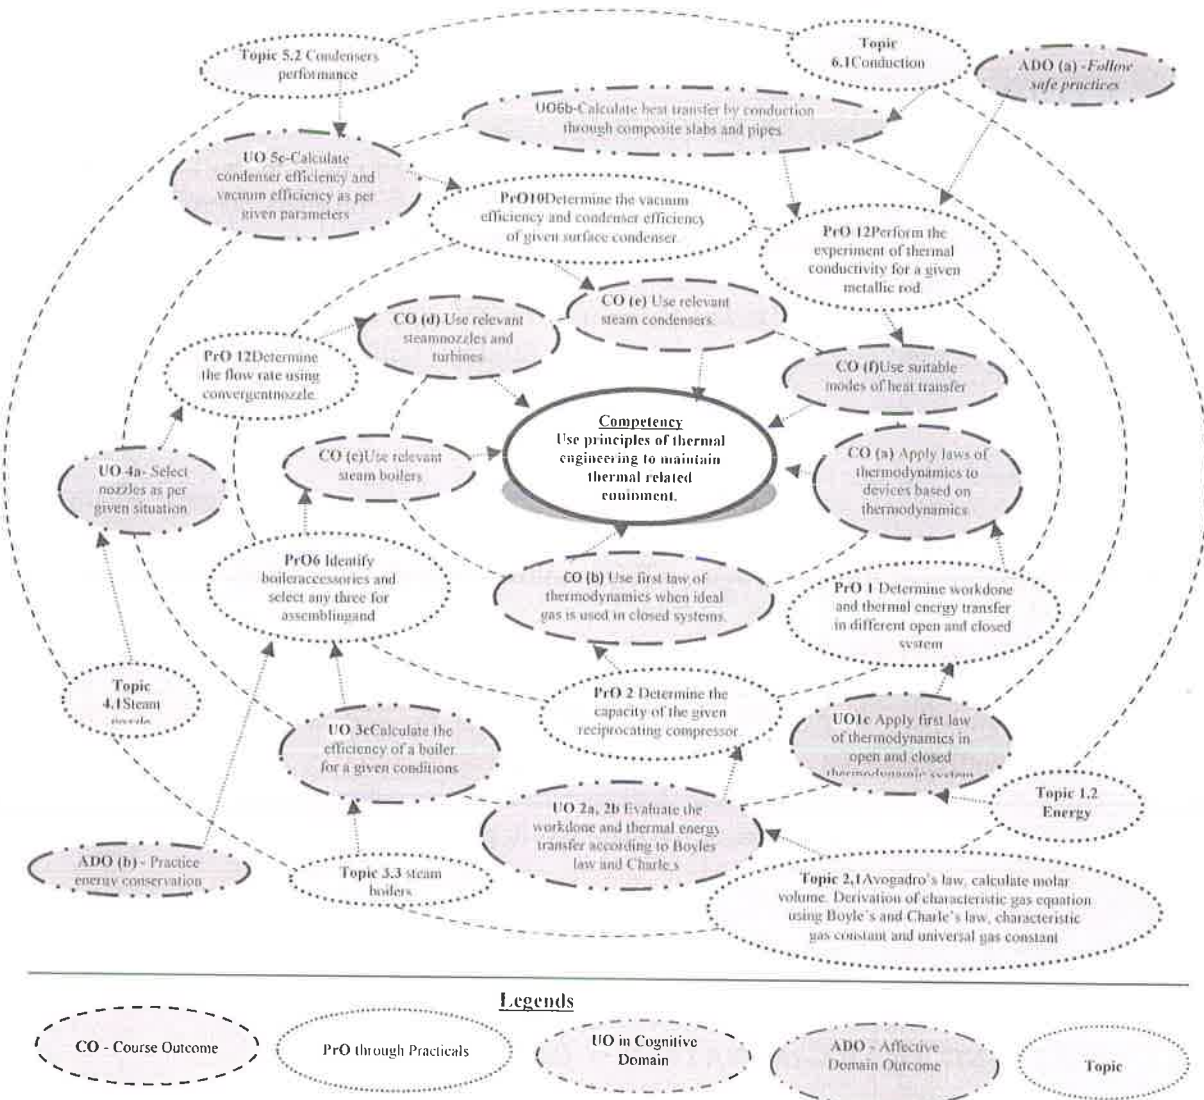 Topic 5.2 Condensers
performance
Topic
6.1Conduction
ADO (a) -Follow
safe practices
UO6b-Calculate heat transfer by conduction
through composite slabs and pipes
UO 5c-Calculate
condenser efficiency and
vacuum efficiency as per
given parameters
PrO10Determine the vacuum
efficiency and condenser efficiency
of given surface condenser
PrO 12Perform the
experiment of thermal
conductivity for a given
metallic rod
CO (e) Use relevant
steam condensers.
CO (d) Use relevant
steamnozzles and
turbines
PrO 12Determine
the flow rate using
convergentnozzle
CO (f)Use suitable
modes of heat transfer
Competency
Use principles of thermal
engineering to maintain
thermal related
equipment.
CO (c)Use relevant
steam boilers
CO (a) Apply laws of
thermodynamics to
devices based on
thermodynamics
UO 4a- Select
nozzles as per
given situation
PrO6 Identify
boileraccessories and
select any three for
assemblingand
CO (b) Use first law of
thermodynamics when ideal
gas is used in closed systems.
PrO 1 Determine workdone
and thermal energy transfer
in different open and closed
system
Topic
4.1Steam
PrO 2 Determine the
capacity of the given
reciprocating compressor
UO 3cCalculate the
efficiency of a boiler
for a given conditions
UO1c Apply first law
of thermodynamics in
open and closed
thermodynamic system
Topic 1.2
Energy
UO 2a, 2b Evaluate the
workdone and thermal energy
transfer according to Boyles
law and Charle,s
ADO (b) - Practice
energy conservation
Topic 3.3 steam
boilers
Topic 2.1Avogadro's law, calculate molar
volume. Derivation of characteristic gas equation
using Boyle's and Charle's law, characteristic
gas constant and universal gas constant
Legends
CO - Course Outcome
PrO through Practicals
UO in Cognitive
Domain
ADO - Affective
Domain Outcome
Topic